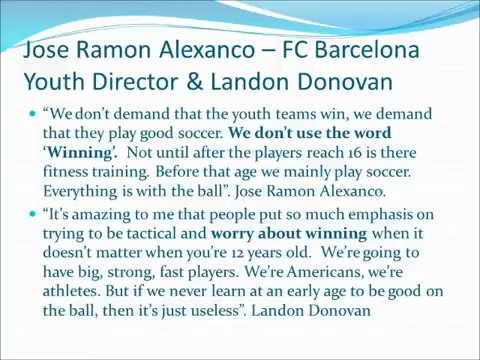 Jose Ramon Alexanco – FC Barcelona
Youth Director & Landon Donovan
• “We don’t demand that the youth teams win, we demand
that they play good soccer. We don’t use the word
‘Winning’. Not until after the players reach 16 is there
fitness training. Before that age we mainly play soccer.
Everything is with the ball”. Jose Ramon Alexanco.
• “It’s amazing to me that people put so much emphasis on
trying to be tactical and worry about winning when it
doesn’t matter when you’re 12 years old. We’re going to
have big, strong, fast players. We’re Americans, we’re
athletes. But if we never learn at an early age to be good on
the ball, then it’s just useless”. Landon Donovan